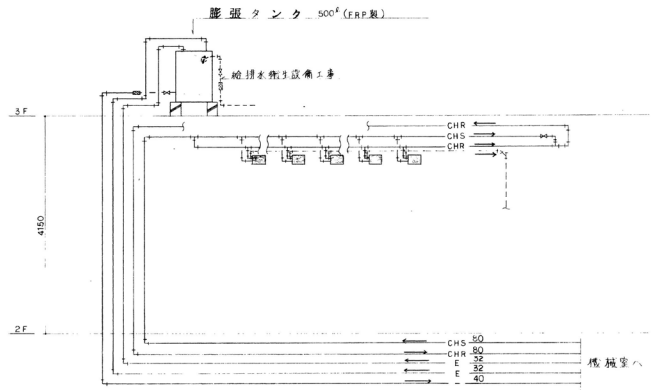 膨張タンク 500ℓ (FRP製)
給排水衛生設備工事
3F
CHR
CHS
CHR
4150
2F
CHS 80
CHR 80
E 32
E 32
40
機械室へ